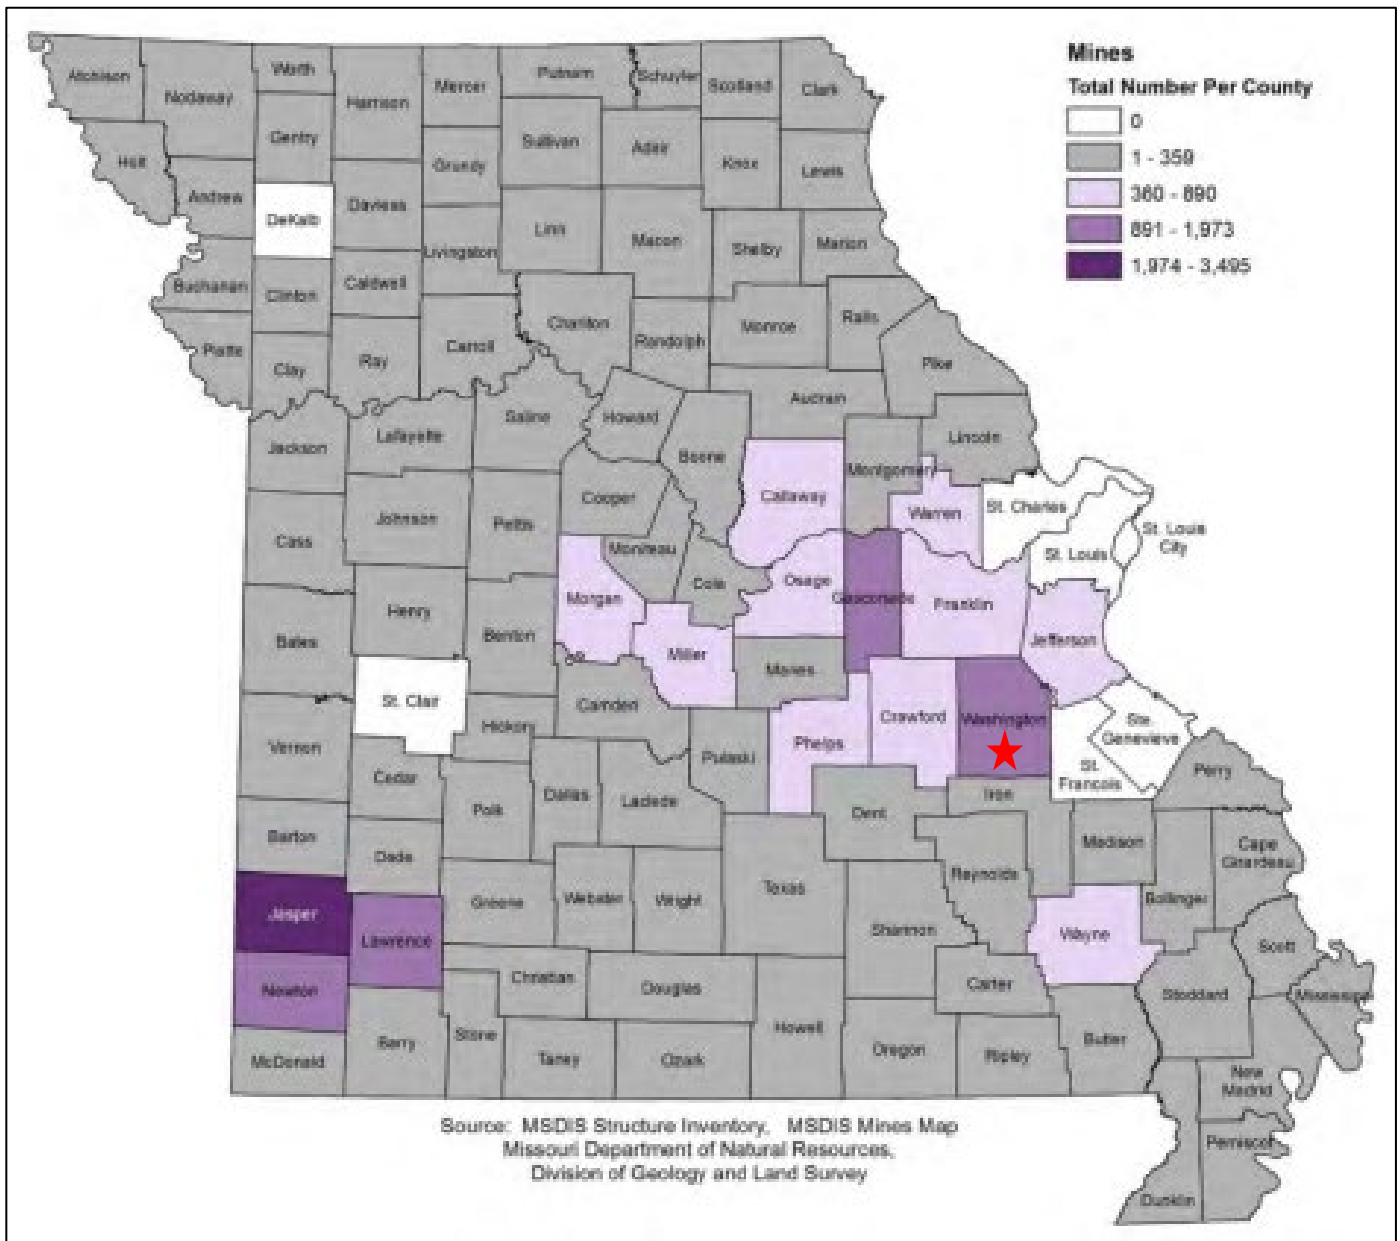 Mines
Total Number Per County
0
1 - 359
360 - 890
891 - 1,973
1,974 - 3,495
Atchison
Nodaway
Worth
Harrison
Mercer
Putnam
Schuyler
Scotland
Clark
Gentry
Holt
Andrew
DeKalb
Daviess
Grundy
Sullivan
Adair
Knox
Lewis
Buchanan
Clinton
Caldwell
Livingston
Linn
Macon
Shelby
Marion
Platte
Clay
Ray
Carroll
Chariton
Randolph
Monroe
Ralls
Pike
Jackson
Lafayette
Saline
Howard
Boone
Audrain
Montgomery
Lincoln
Cass
Johnson
Pettis
Cooper
Moniteau
Cole
Callaway
Warren
St. Charles
St. Louis
St. Louis
City
Bates
Henry
Benton
Morgan
Miller
Osage
Gasconade
Franklin
Jefferson
Maries
Vernon
St. Clair
Hickory
Camden
Pulaski
Phelps
Crawford
Washington
Ste.
Genevieve
St.
Francois
Perry
Barton
Cedar
Polk
Dallas
Laclede
Dent
Iron
Madison
Cape
Girardeau
Dade
Jasper
Lawrence
Greene
Webster
Wright
Texas
Shannon
Reynolds
Bollinger
Wayne
Scott
Newton
Christian
Douglas
Howell
Carter
Stoddard
Mississippi
McDonald
Barry
Stone
Taney
Ozark
Oregon
Ripley
Butler
New
Madrid
Pemiscot
Dunklin
Source: MSDIS Structure Inventory, MSDIS Mines Map
Missouri Department of Natural Resources,
Division of Geology and Land Survey